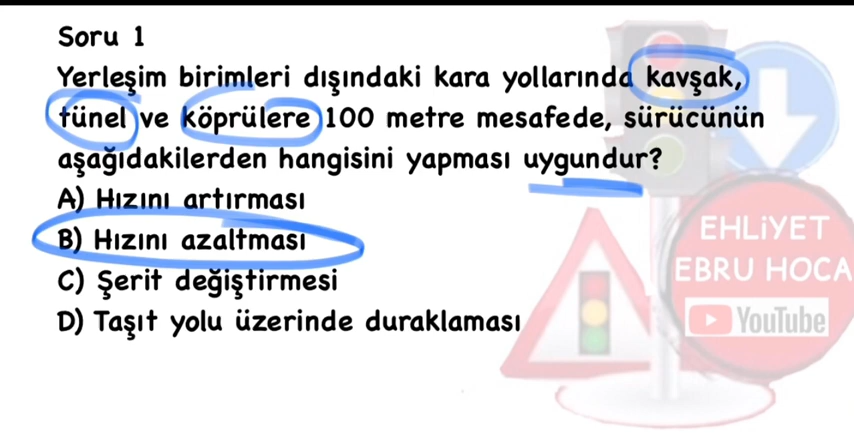 Soru 1
Yerleşim birimleri dışındaki kara yollarında kavşak,
tünel ve köprülere 100 metre mesafede, sürücünün
aşağıdakilerden hangisini yapması uygundur?
A) Hızını artırması
B) Hızını azaltması
C) Şerit değiştirmesi
D) Taşıt yolu üzerinde duraklaması
EHLİYET
EBRU HOCA
YouTube